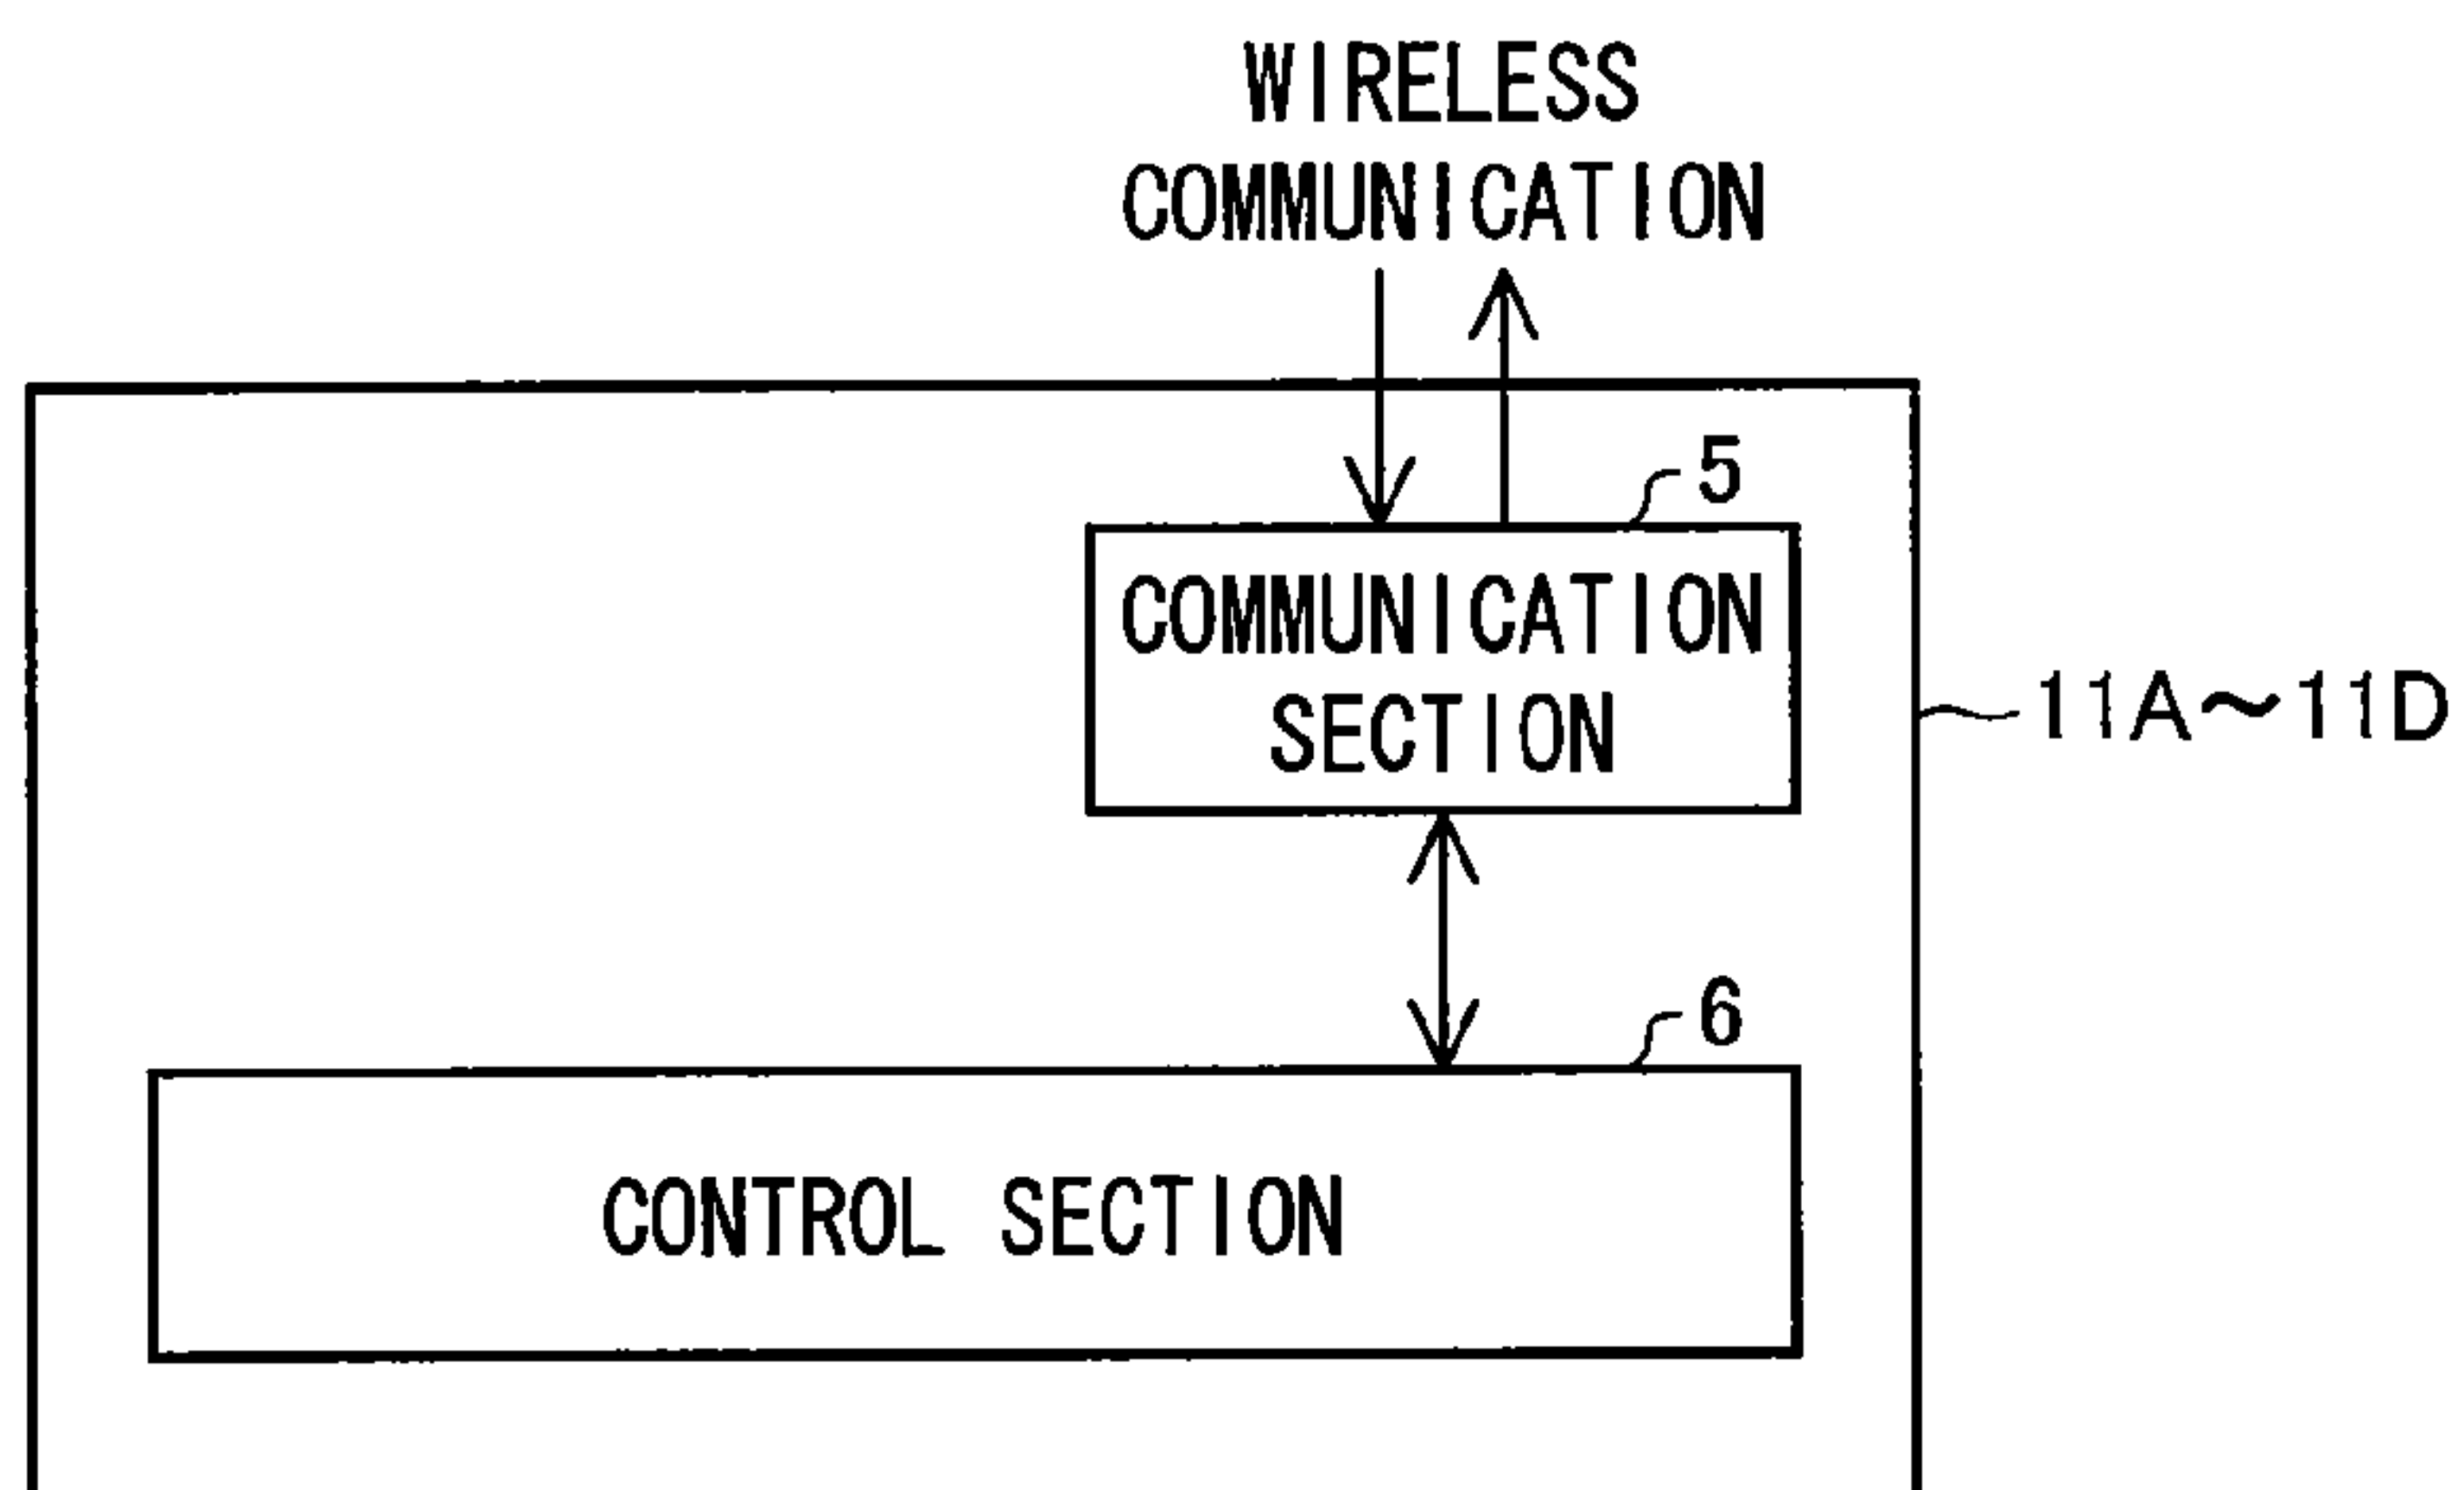 WIRELESS
COMMUNICATION
5
COMMUNICATION
SECTION
11A～11D
6
CONTROL SECTION